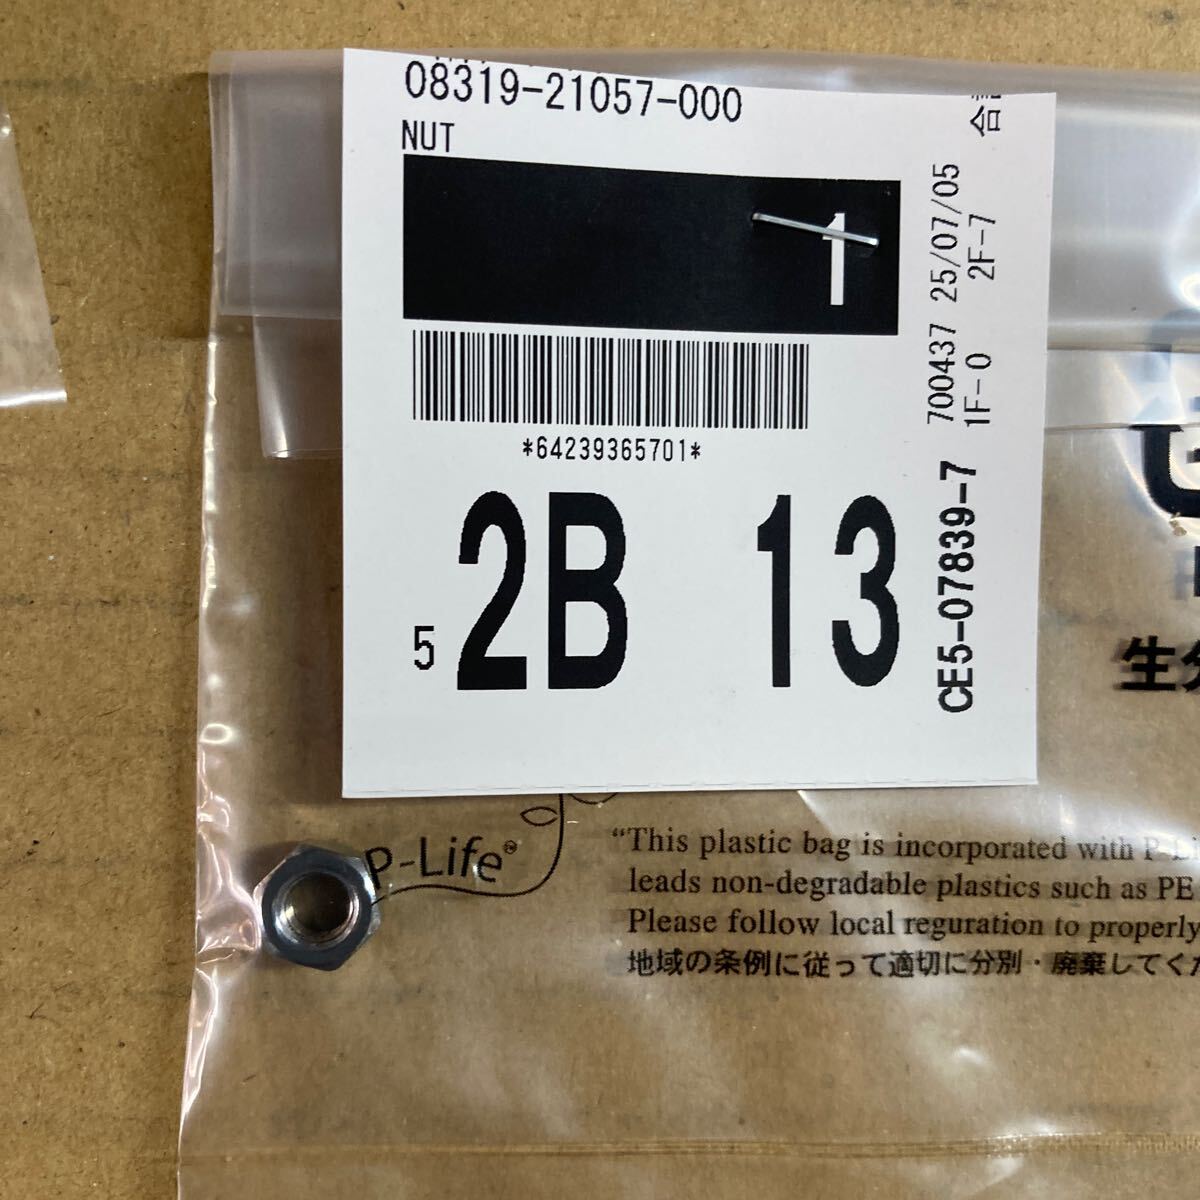 08319-21057-000
NUT
1
*64239365701*
5 2B 13
CE5-07839-7
700437 25/07/05
1F-0 2F-7
P-Life
“This plastic bag is incorporated with P-Li
leads non-degradable plastics such as PE
Please follow local reguration to properly
地域の条例に従って適切に分別・廃棄してくだ